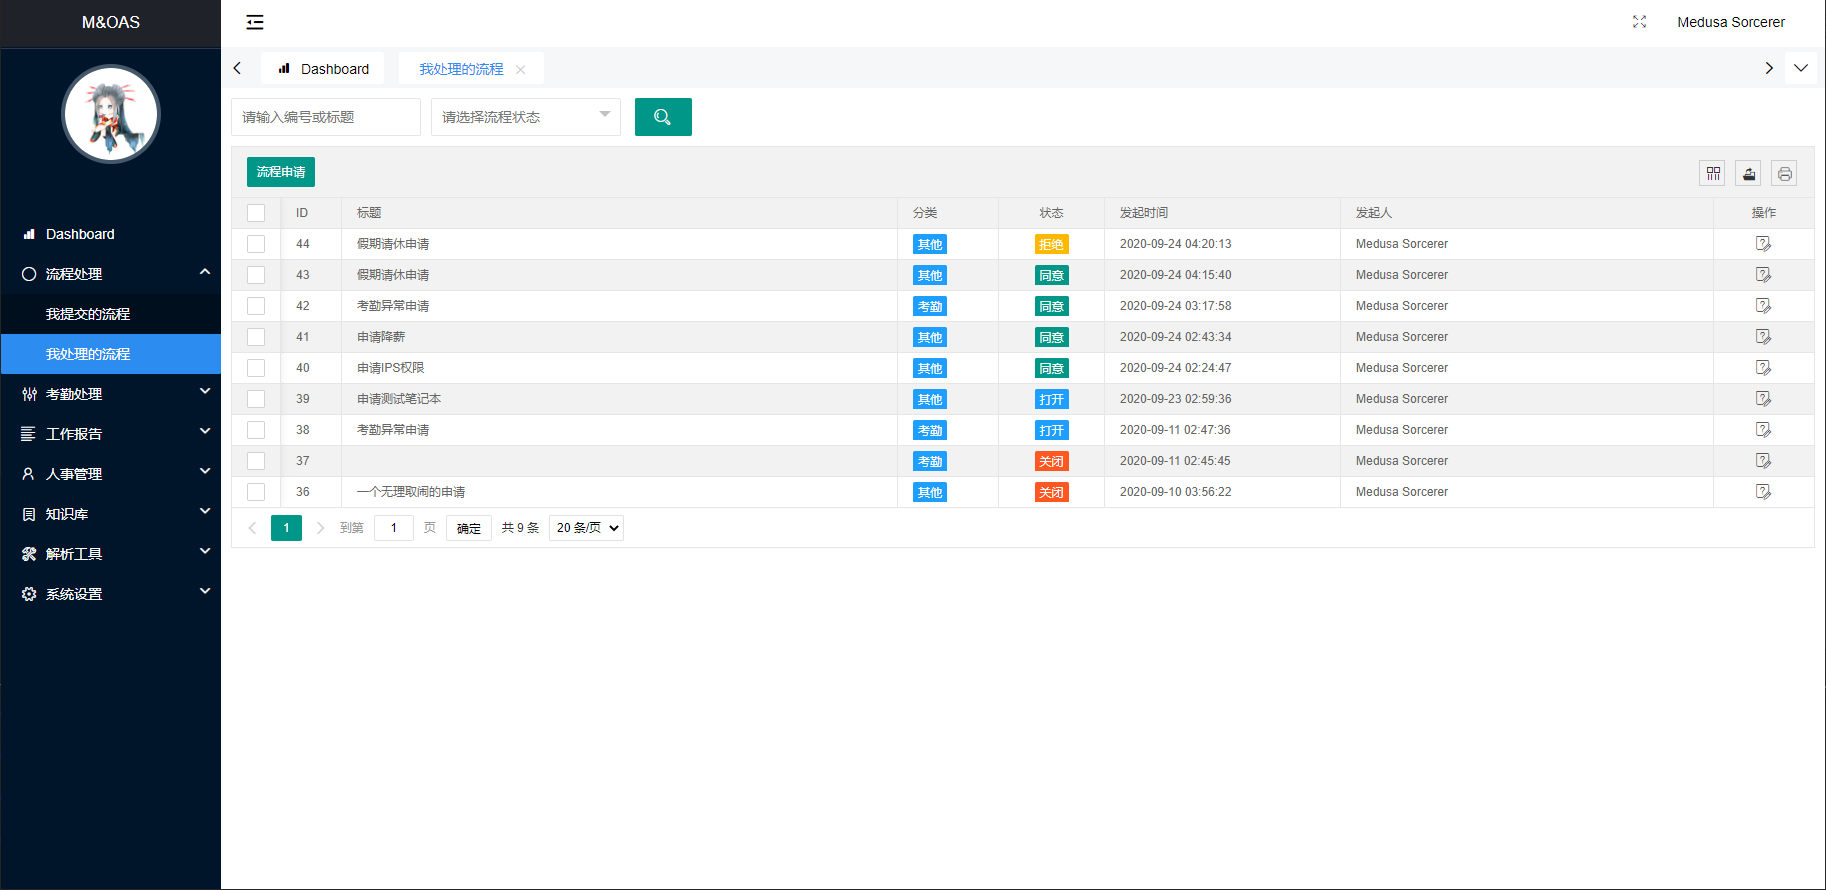 M&OAS
Medusa Sorcerer
Dashboard
我处理的流程
Dashboard
流程处理
我提交的流程
我处理的流程
考勤处理
工作报告
人事管理
知识库
解析工具
系统设置
请输入编号或标题 请选择流程状态
流程申请
ID 标题 分类 状态 发起时间 发起人 操作
44 假期请休申请 其他 拒绝 2020-09-24 04:20:13 Medusa Sorcerer
43 假期请休申请 其他 同意 2020-09-24 04:15:40 Medusa Sorcerer
42 考勤异常申请 考勤 同意 2020-09-24 03:17:58 Medusa Sorcerer
41 申请降薪 其他 同意 2020-09-24 02:43:34 Medusa Sorcerer
40 申请IPS权限 其他 同意 2020-09-24 02:24:47 Medusa Sorcerer
39 申请测试笔记本 其他 打开 2020-09-23 02:59:36 Medusa Sorcerer
38 考勤异常申请 考勤 打开 2020-09-11 02:47:36 Medusa Sorcerer
37 考勤 关闭 2020-09-11 02:45:45 Medusa Sorcerer
36 一个无理取闹的申请 其他 关闭 2020-09-10 03:56:22 Medusa Sorcerer
1 到第 1 页 确定 共 9 条 20 条/页